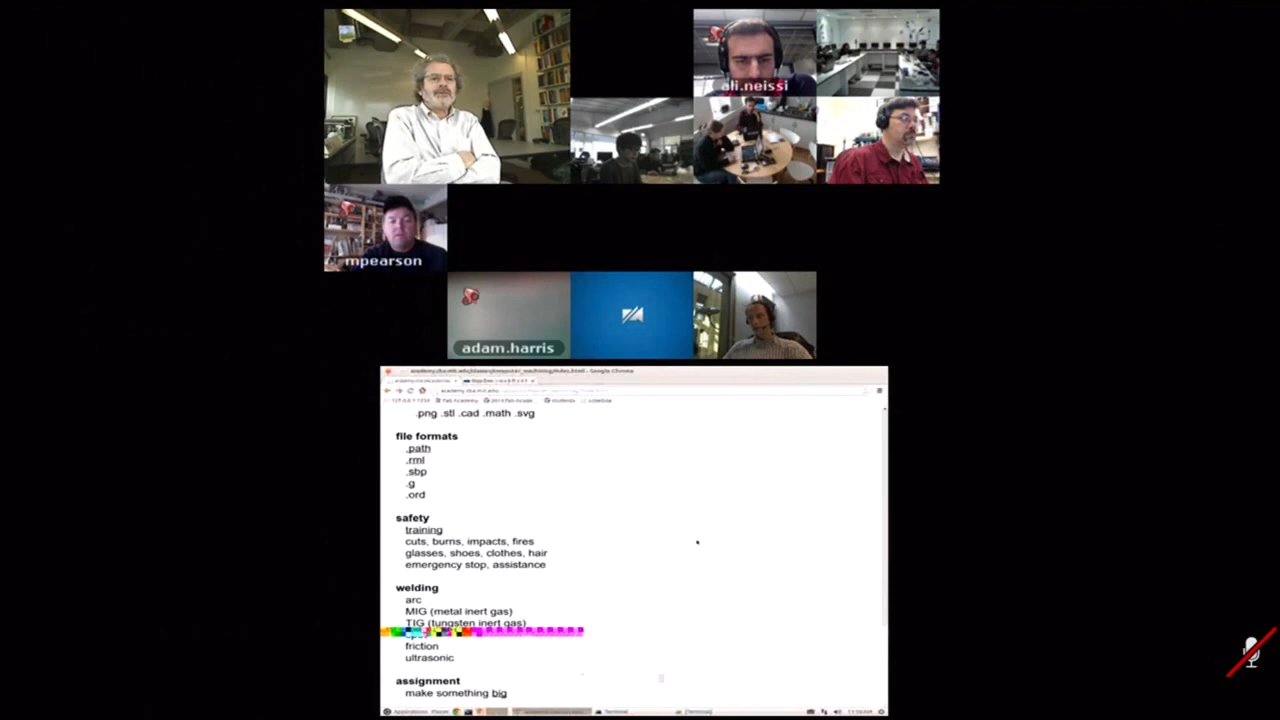 ali.neissi
mpearson
adam.harris
.png .stl .cad .math .svg
file formats
.path
.rml
.sbp
.g
.ord
safety
training
cuts, burns, impacts, fires
glasses, shoes, clothes, hair
emergency stop, assistance
welding
arc
MIG (metal inert gas)
TIG (tungsten inert gas)
friction
ultrasonic
assignment
make something big